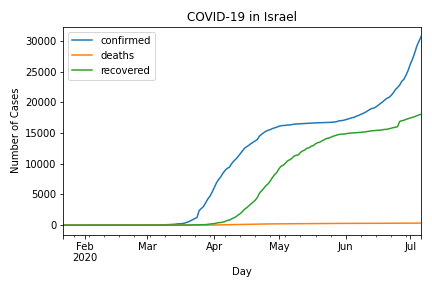 COVID-19 in Israel
confirmed
deaths
recovered
Number of Cases
30000
25000
20000
15000
10000
5000
0
Feb Mar Apr May Jun Jul
2020
Day